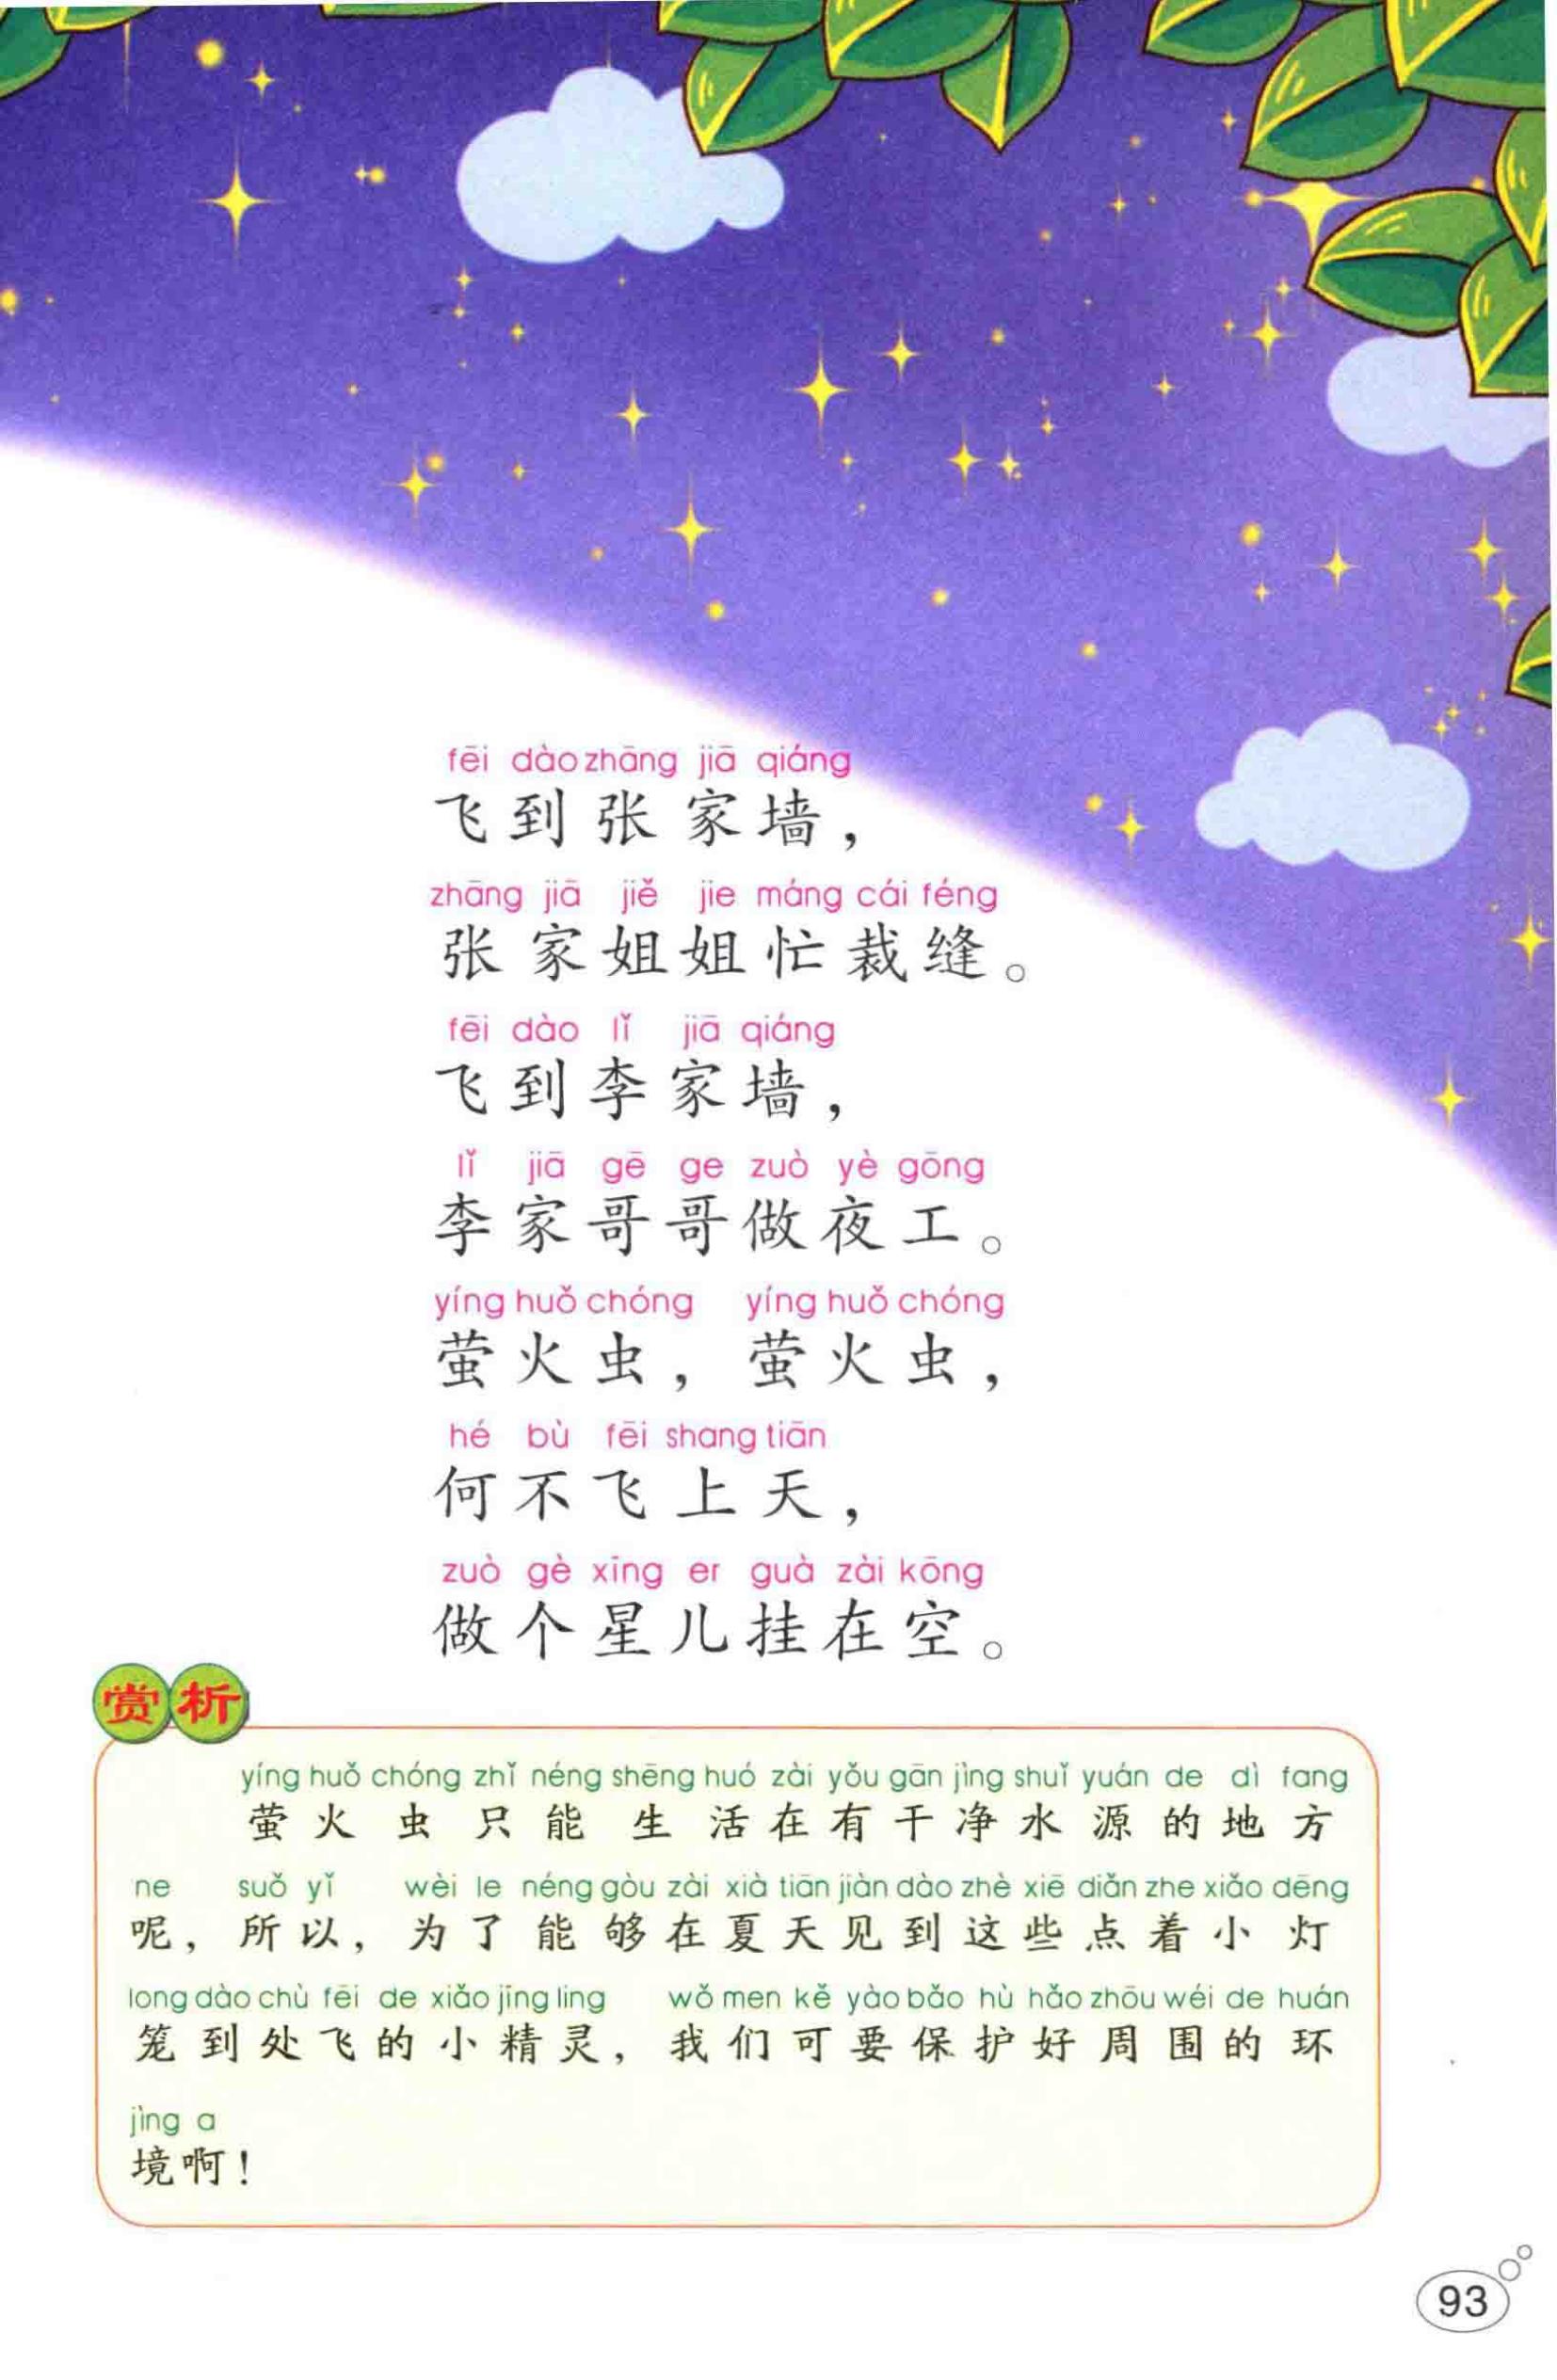 fēi dào zhāng jiā qiáng
飞到张家墙，
zhāng jiā jiě jie máng cái féng
张家姐姐忙裁缝。
fēi dào lǐ jiā qiáng
飞到李家墙，
lǐ jiā gē ge zuò yè gōng
李家哥哥做夜工。
yíng huǒ chóng yíng huǒ chóng
萤火虫，萤火虫，
hé bù fēi shang tiān
何不飞上天，
zuò gè xīng er guà zài kōng
做个星儿挂在空。
赏析
yíng huǒ chóng zhǐ néng shēng huó zài yǒu gān jìng shuǐ yuán de dì fang
萤火虫只能生活在有干净水源的地方
ne suǒ yǐ wèi le néng gòu zài xià tiān jiàn dào zhè xiē diǎn zhe xiǎo dēng
呢，所以，为了能够在夏天见到这些点着小灯
long dào chù fēi de xiǎo jīng ling wǒ men kě yào bǎo hù hǎo zhōu wéi de huán
笼到处飞的小精灵，我们可要保护好周围的环
jìng a
境啊！
93